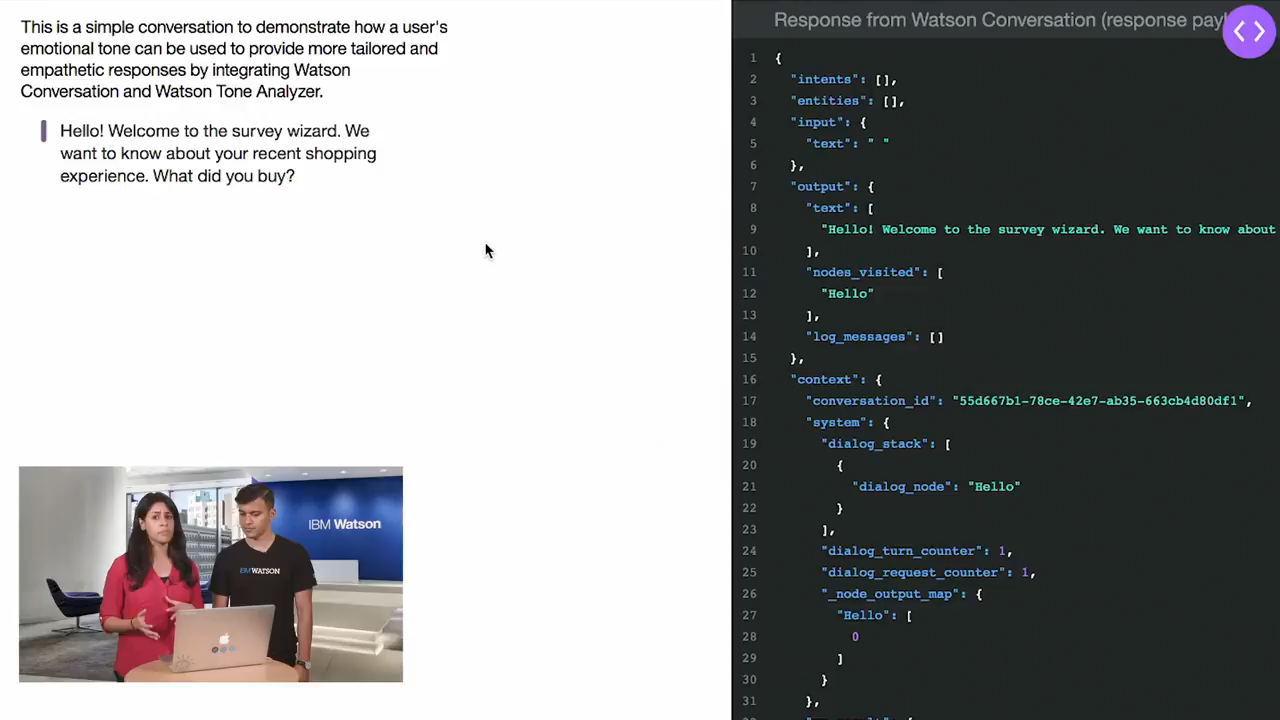 This is a simple conversation to demonstrate how a user's
emotional tone can be used to provide more tailored and
empathetic responses by integrating Watson
Conversation and Watson Tone Analyzer.
Hello! Welcome to the survey wizard. We
want to know about your recent shopping
experience. What did you buy?
IBM Watson
IBM WATSON
Response from Watson Conversation (response payl
1 {
2 "intents": [],
3 "entities": [],
4 "input": {
5 "text": " "
6 },
7 "output": {
8 "text": [
9 "Hello! Welcome to the survey wizard. We want to know about
10 ],
11 "nodes_visited": [
12 "Hello"
13 ],
14 "log_messages": []
15 },
16 "context": {
17 "conversation_id": "55d667b1-78ce-42e7-ab35-663cb4d80df1",
18 "system": {
19 "dialog_stack": [
20 {
21 "dialog_node": "Hello"
22 }
23 ],
24 "dialog_turn_counter": 1,
25 "dialog_request_counter": 1,
26 "_node_output_map": {
27 "Hello": [
28 0
29 ]
30 }
31 },